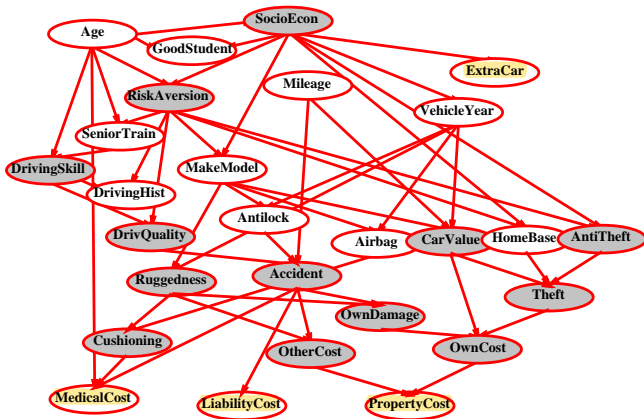 SocioEcon
Age
GoodStudent
ExtraCar
Mileage
RiskAversion
VehicleYear
SeniorTrain
DrivingSkill
MakeModel
DrivingHist
Antilock
DrivQuality
Airbag
CarValue
HomeBase
AntiTheft
Ruggedness
Accident
Theft
OwnDamage
Cushioning
OtherCost
OwnCost
MedicalCost
LiabilityCost
PropertyCost